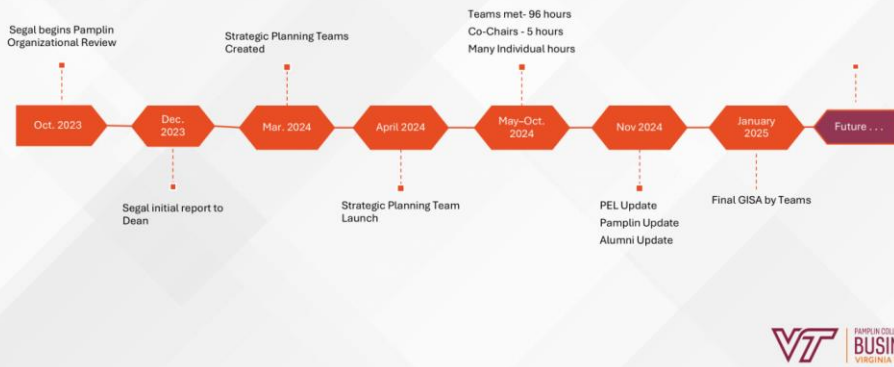 Segal begins Pamplin
Organizational Review
Strategic Planning Teams
Created
Teams met- 96 hours
Co-Chairs - 5 hours
Many Individual hours
Oct. 2023
Dec.
2023
Mar. 2024
April 2024
May–Oct.
2024
Nov 2024
January
2025
Future . . .
Segal initial report to
Dean
Strategic Planning Team
Launch
PEL Update
Pamplin Update
Alumni Update
Final GISA by Teams
VT
PAMPLIN
VIRGINIA